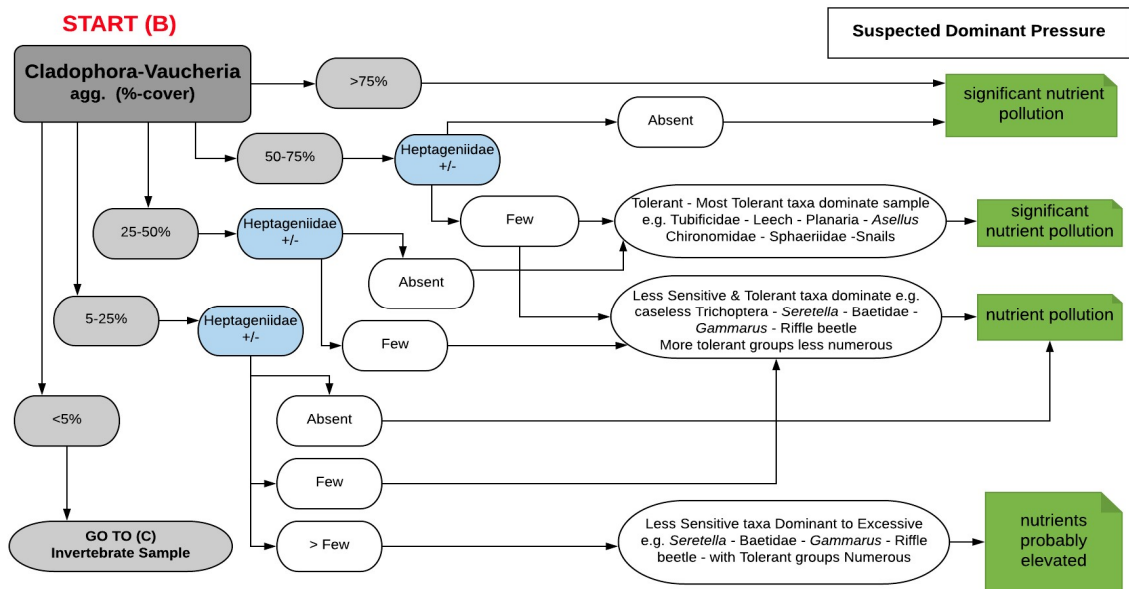 START (B)
Suspected Dominant Pressure
Cladophora-Vaucheria
agg. (%-cover)
>75%
significant nutrient
pollution
Absent
50-75%
Heptageniidae
+/-
Few
Tolerant - Most Tolerant taxa dominate sample
e.g. Tubificidae - Leech - Planaria - Asellus
Chironomidae - Sphaeriidae -Snails
significant
nutrient pollution
25-50%
Heptageniidae
+/-
Absent
Less Sensitive & Tolerant taxa dominate e.g.
caseless Trichoptera - Seretella - Baetidae -
Gammarus - Riffle beetle
More tolerant groups less numerous
nutrient pollution
5-25%
Heptageniidae
+/-
Few
<5%
Absent
Few
GO TO (C)
Invertebrate Sample
> Few
Less Sensitive taxa Dominant to Excessive
e.g. Seretella - Baetidae - Gammarus - Riffle
beetle - with Tolerant groups Numerous
nutrients
probably
elevated